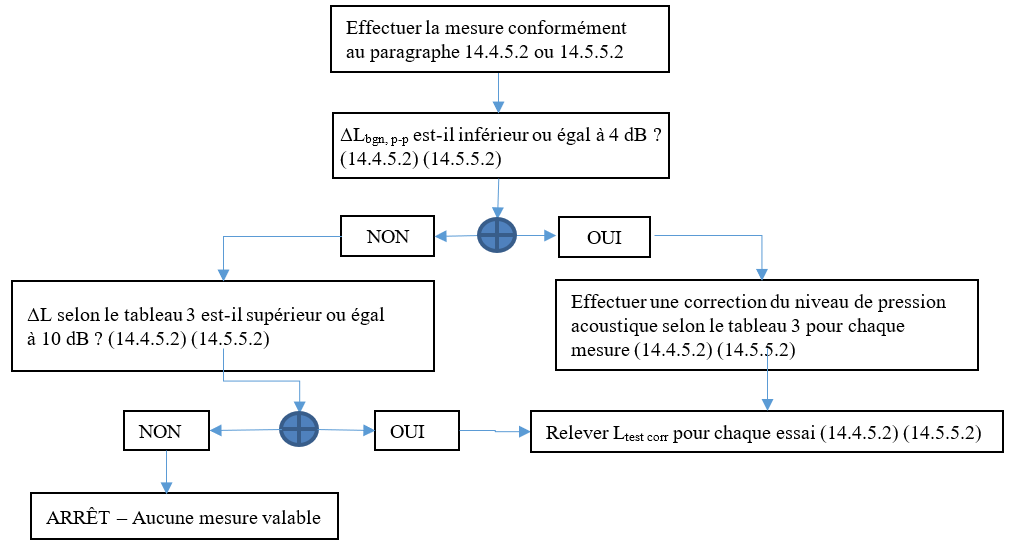 Effectuer la mesure conformément
au paragraphe 14.4.5.2 ou 14.5.5.2
ΔLbgn, p-p est-il inférieur ou égal à 4 dB ?
(14.4.5.2) (14.5.5.2)
NON
OUI
ΔL selon le tableau 3 est-il supérieur ou égal
à 10 dB ? (14.4.5.2) (14.5.5.2)
Effectuer une correction du niveau de pression
acoustique selon le tableau 3 pour chaque
mesure (14.4.5.2) (14.5.5.2)
NON
OUI
Relever Ltest corr pour chaque essai (14.4.5.2) (14.5.5.2)
ARRÊT – Aucune mesure valable